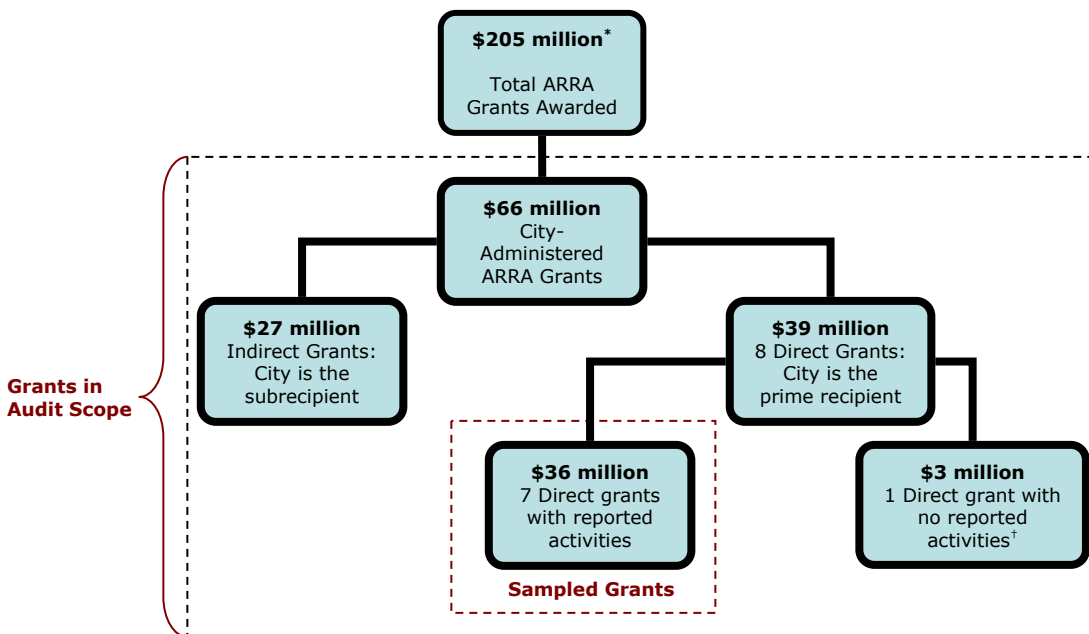 $205 million*
Total ARRA
Grants Awarded
$66 million
City-
Administered
ARRA Grants
$27 million
Indirect Grants:
City is the
subrecipient
$39 million
8 Direct Grants:
City is the
prime recipient
Grants in
Audit Scope
$36 million
7 Direct grants
with reported
activities
$3 million
1 Direct grant with
no reported
activities†
Sampled Grants